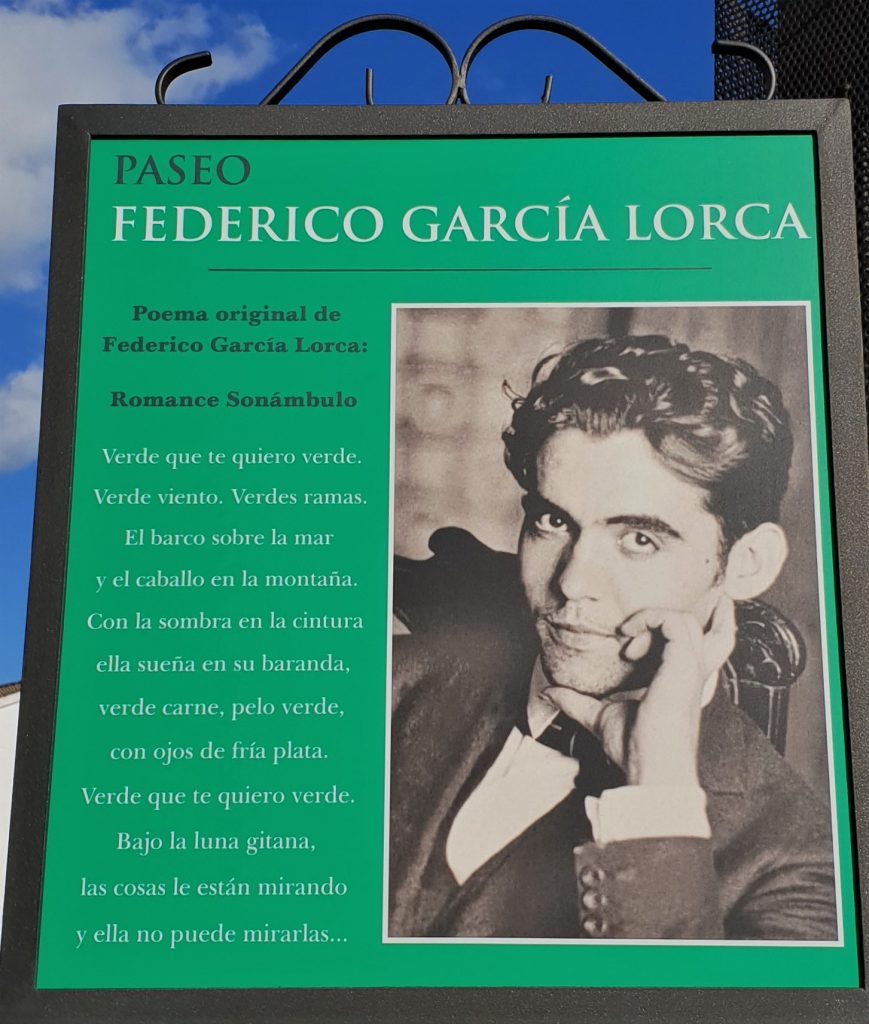 PASEO
FEDERICO GARCÍA LORCA
Poema original de
Federico García Lorca:
Romance Sonámbulo
Verde que te quiero verde.
Verde viento. Verdes ramas.
El barco sobre la mar
y el caballo en la montaña.
Con la sombra en la cintura
ella sueña en su baranda,
verde carne, pelo verde,
con ojos de fría plata.
Verde que te quiero verde.
Bajo la luna gitana,
las cosas le están mirando
y ella no puede mirarlas...